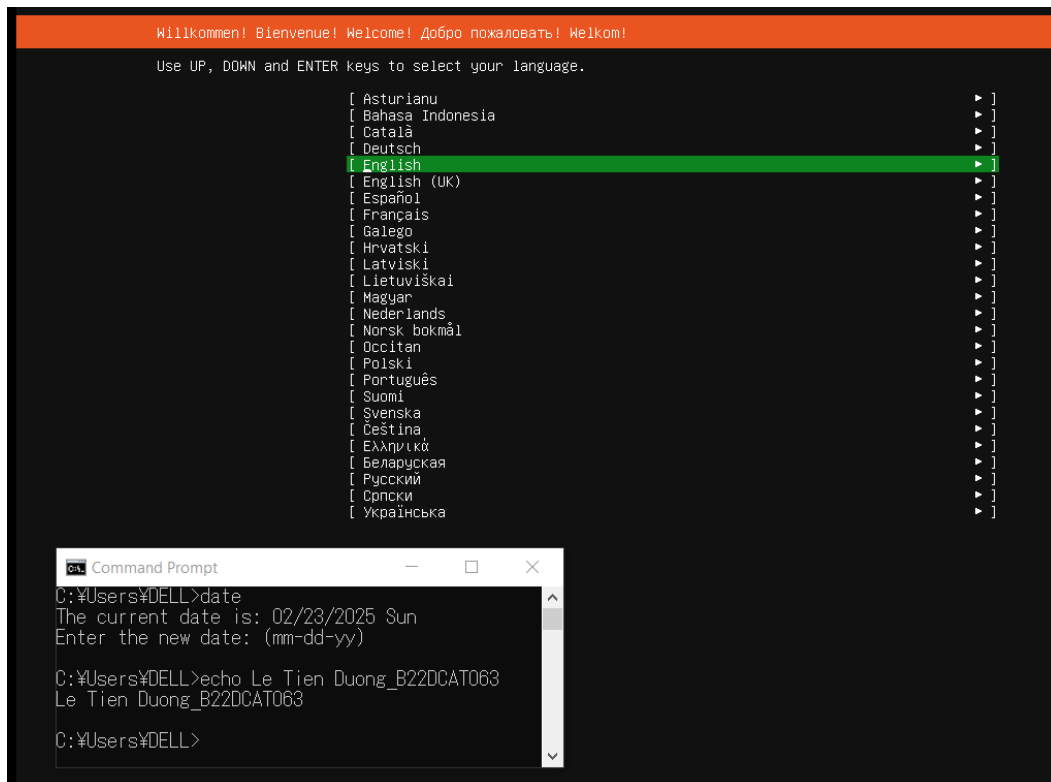 Willkommen! Bienvenue! Welcome! Добро пожаловать! Welkom!
Use UP, DOWN and ENTER keys to select your language.
[ Asturianu ▸ ]
[ Bahasa Indonesia ▸ ]
[ Català ▸ ]
[ Deutsch ▸ ]
[ English ▸ ]
[ English (UK) ▸ ]
[ Español ▸ ]
[ Français ▸ ]
[ Galego ▸ ]
[ Hrvatski ▸ ]
[ Latviski ▸ ]
[ Lietuviškai ▸ ]
[ Magyar ▸ ]
[ Nederlands ▸ ]
[ Norsk bokmål ▸ ]
[ Occitan ▸ ]
[ Polski ▸ ]
[ Português ▸ ]
[ Suomi ▸ ]
[ Svenska ▸ ]
[ Čeština ▸ ]
[ Ελληνικά ▸ ]
[ Беларуская ▸ ]
[ Русский ▸ ]
[ Српски ▸ ]
[ Українська ▸ ]
Command Prompt
C:¥Users¥DELL>date
The current date is: 02/23/2025 Sun
Enter the new date: (mm-dd-yy)
C:¥Users¥DELL>echo Le Tien Duong_B22DCAT063
Le Tien Duong_B22DCAT063
C:¥Users¥DELL>